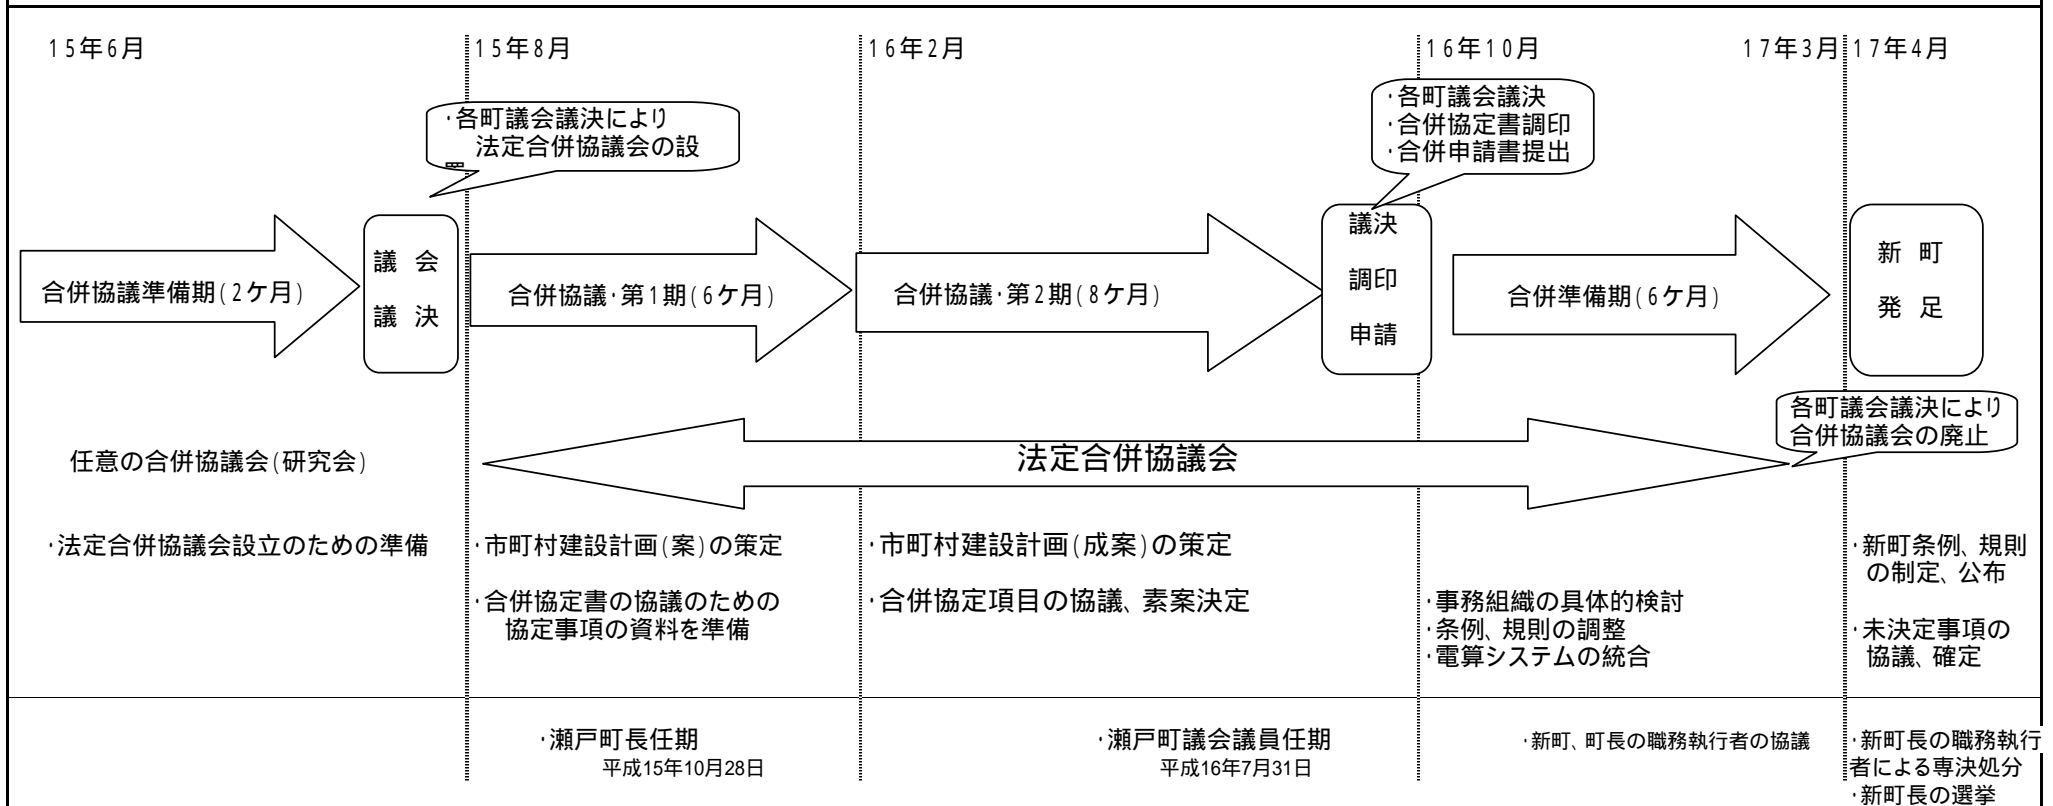 15年6月
15年8月
16年2月
16年10月
17年3月
17年4月
･各町議会議決により
法定合併協議会の設
･各町議会議決
･合併協定書調印
･合併申請書提出
合併協議準備期(2ケ月)
議 会
議 決
合併協議･第1期(6ケ月)
合併協議･第2期(8ケ月)
議決
調印
申請
合併準備期(6ケ月)
新 町
発 足
各町議会議決により
合併協議会の廃止
任意の合併協議会(研究会)
法定合併協議会
･法定合併協議会設立のための準備
･市町村建設計画(案)の策定
･合併協定書の協議のための
協定事項の資料を準備
･市町村建設計画(成案)の策定
･合併協定項目の協議、素案決定
･事務組織の具体的検討
･条例、規則の調整
･電算システムの統合
･新町条例、規則
の制定、公布
･未決定事項の
協議、確定
･瀬戸町長任期
平成15年10月28日
･瀬戸町議会議員任期
平成16年7月31日
･新町、町長の職務執行者の協議
･新町長の職務執行
者による専決処分
･新町長の選挙